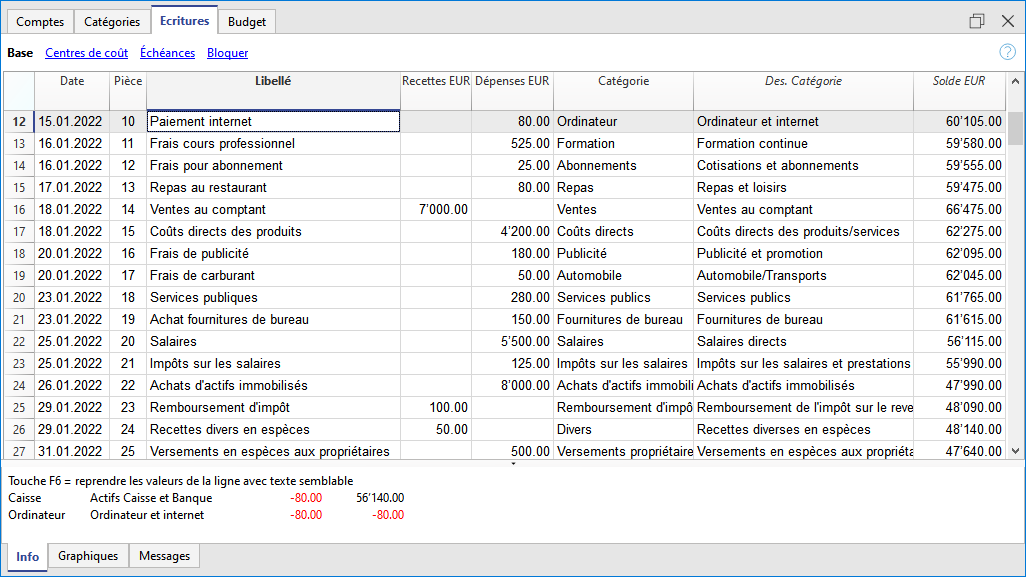 Comptes Catégories Ecritures Budget
Base Centres de coût Échéances Bloquer ?
Date Pièce Libellé Recettes EUR Dépenses EUR Catégorie Des. Catégorie Solde EUR
12 15.01.2022 10 Paiement internet 80.00 Ordinateur Ordinateur et internet 60'105.00
13 16.01.2022 11 Frais cours professionnel 525.00 Formation Formation continue 59'580.00
14 16.01.2022 12 Frais pour abonnement 25.00 Abonnements Cotisations et abonnements 59'555.00
15 17.01.2022 13 Repas au restaurant 80.00 Repas Repas et loisirs 59'475.00
16 18.01.2022 14 Ventes au comptant 7'000.00 Ventes Ventes au comptant 66'475.00
17 18.01.2022 15 Coûts directs des produits 4'200.00 Coûts directs Coûts directs des produits/services 62'275.00
18 20.01.2022 16 Frais de publicité 180.00 Publicité Publicité et promotion 62'095.00
19 20.01.2022 17 Frais de carburant 50.00 Automobile Automobile/Transports 62'045.00
20 23.01.2022 18 Services publiques 280.00 Services publics Services publics 61'765.00
21 23.01.2022 19 Achat fournitures de bureau 150.00 Fournitures de bureau Fournitures de bureau 61'615.00
22 25.01.2022 20 Salaires 5'500.00 Salaires Salaires directs 56'115.00
23 25.01.2022 21 Impôts sur les salaires 125.00 Impôts sur les salaires Impôts sur les salaires et prestations 55'990.00
24 26.01.2022 22 Achats d'actifs immobilisés 8'000.00 Achats d'actifs immobili Achats d'actifs immobilisés 47'990.00
25 29.01.2022 23 Remboursement d'impôt 100.00 Remboursement d'impô Remboursement de l'impôt sur le reve 48'090.00
26 29.01.2022 24 Recettes divers en espèces 50.00 Divers Recettes diverses en espèces 48'140.00
27 31.01.2022 25 Versements en espèces aux propriétaires 500.00 Versements propriétaire Versements en espèces aux propriéta 47'640.00
Touche F6 = reprendre les valeurs de la ligne avec texte semblable
Caisse Actifs Caisse et Banque -80.00 56'140.00
Ordinateur Ordinateur et internet -80.00 -80.00
Info Graphiques Messages